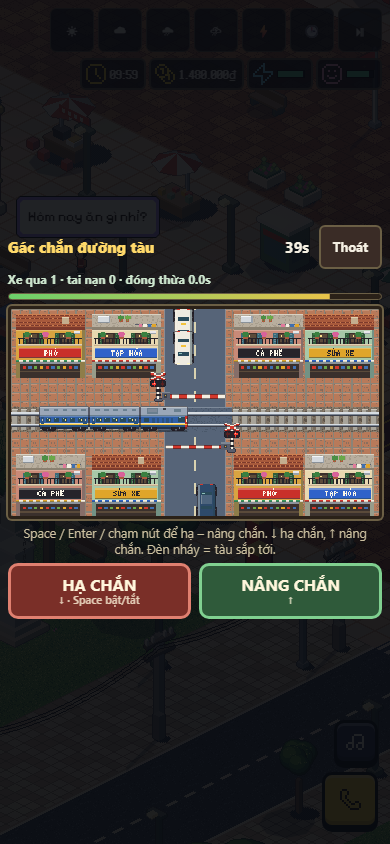 09:53
1.480.000₫
Hôm nay ăn gì nhỉ?
Gác chắn đường tàu
39s
Thoát
Xe qua 1 · tai nạn 0 · đóng thừa 0.0s
PHỞ
TẠP HÓA
CÀ PHÊ
SỬA XE
CÀ PHÊ
SỬA XE
PHỞ
TẠP HÓA
Space / Enter / chạm nút để hạ – nâng chắn. ↓ hạ chắn, ↑ nâng
chắn. Đèn nháy = tàu sắp tới.
HẠ CHẮN
↓ · Space bật/tắt
NÂNG CHẮN
↑